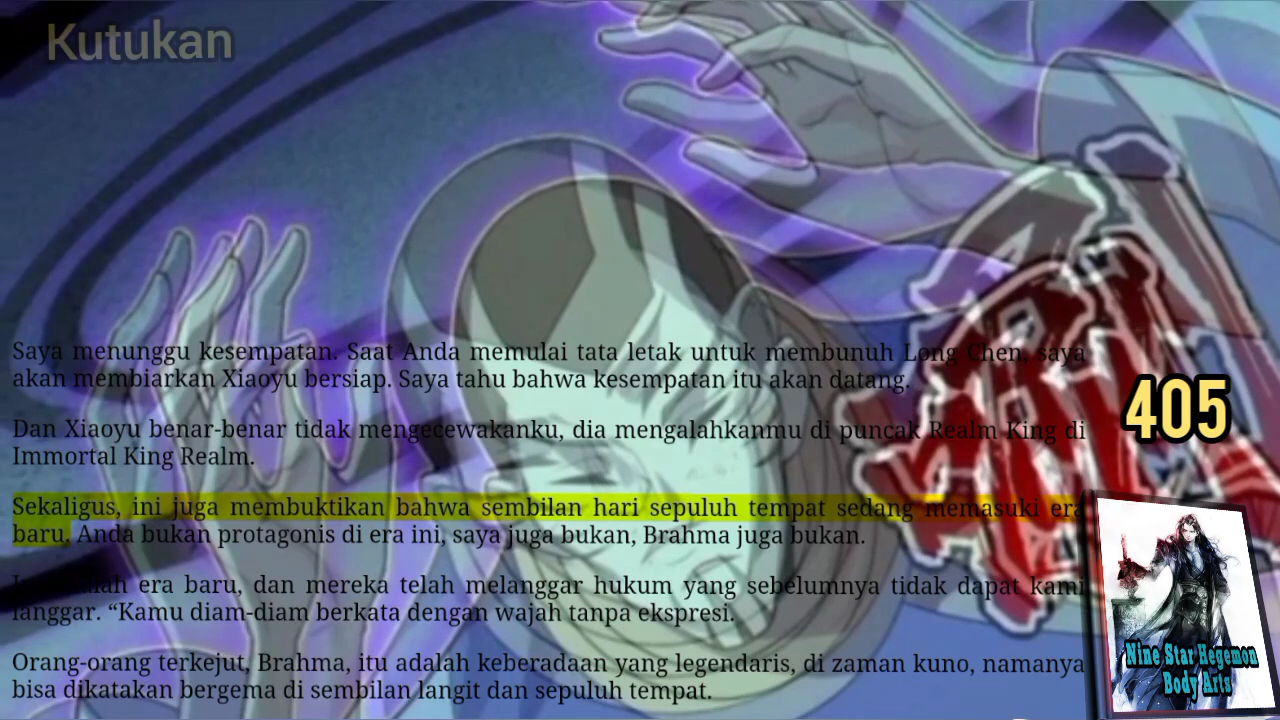 Kutukan
Saya menunggu kesempatan. Saat Anda memulai tata letak untuk membunuh Long Chen, saya
akan membiarkan Xiaoyu bersiap. Saya tahu bahwa kesempatan itu akan datang.
Dan Xiaoyu benar-benar tidak mengecewakanku, dia mengalahkanmu di puncak Realm King di
Immortal King Realm.
Sekaligus, ini juga membuktikan bahwa sembilan hari sepuluh tempat sedang memasuki era
baru. Anda bukan protagonis di era ini, saya juga bukan, Brahma juga bukan.
era baru, dan mereka telah melanggar hukum yang sebelumnya tidak dapat kami
langgar. “Kamu diam-diam berkata dengan wajah tanpa ekspresi.
Orang-orang terkejut, Brahma, itu adalah keberadaan yang legendaris, di zaman kuno, namanya
bisa dikatakan bergema di sembilan langit dan sepuluh tempat.
405
Nine Star Hegemon
Body Arts